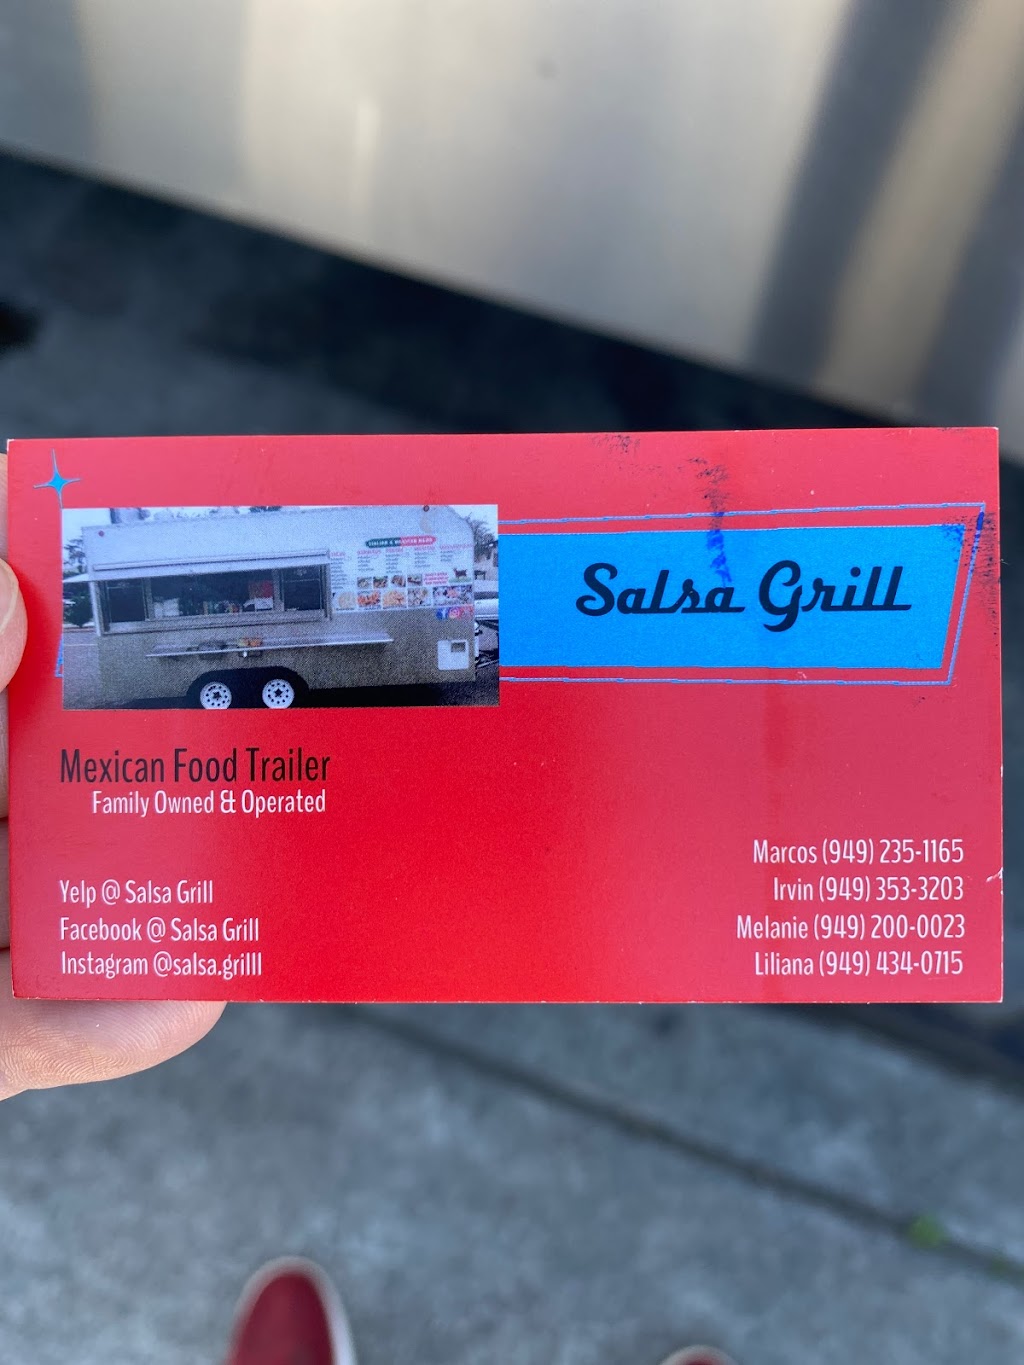 Salsa Grill
Mexican Food Trailer
Family Owned & Operated
Yelp @ Salsa Grill
Facebook @ Salsa Grill
Instagram @salsa.grilll
Marcos (949) 235-1165
Irvin (949) 353-3203
Melanie (949) 200-0023
Liliana (949) 434-0715